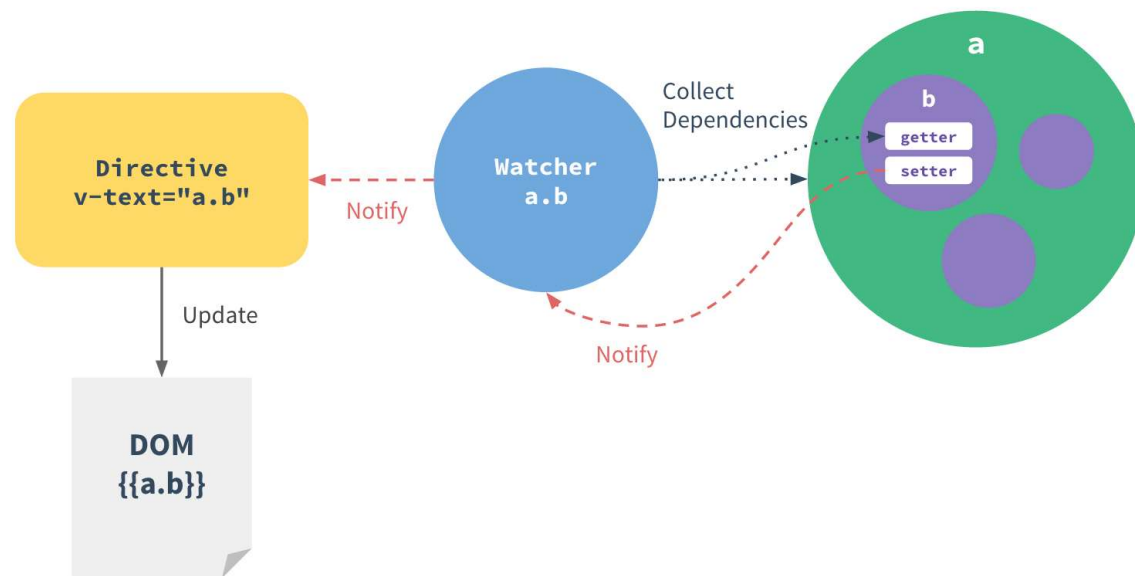 a
b
Collect
Dependencies
getter
setter
Watcher
a.b
Directive
v-text="a.b"
Notify
Notify
Update
DOM
{{a.b}}